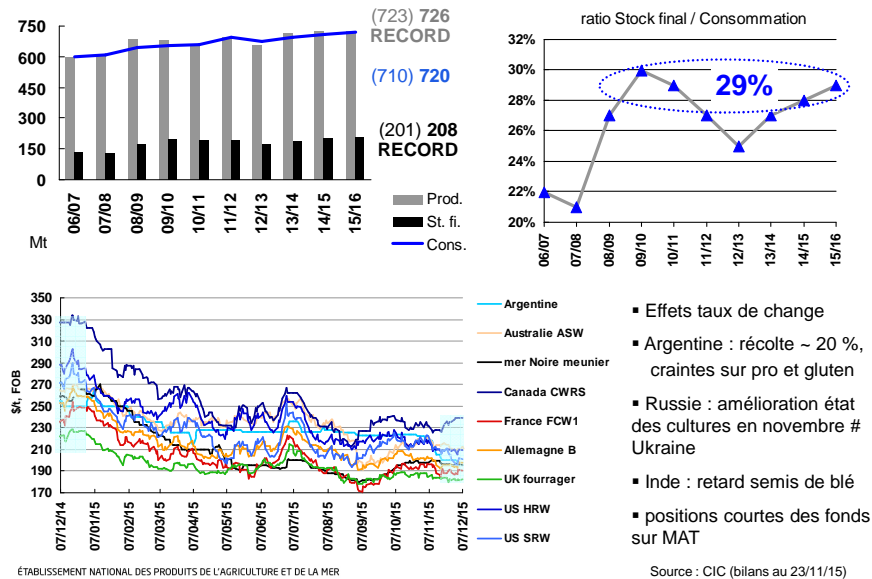 (723) 726
RECORD
(710) 720
(201) 208
RECORD
750
600
450
300
150
0
Mt
06/07
07/08
08/09
09/10
10/11
11/12
12/13
13/14
14/15
15/16
Prod.
St. fi.
Cons.
ratio Stock final / Consommation
32%
30%
28%
26%
24%
22%
20%
29%
06/07
07/08
08/09
09/10
10/11
11/12
12/13
13/14
14/15
15/16
$/t, FOB
350
330
310
290
270
250
230
210
190
170
07/12/14
07/01/15
07/02/15
07/03/15
07/04/15
07/05/15
07/06/15
07/07/15
07/08/15
07/09/15
07/10/15
07/11/15
07/12/15
Argentine
Australie ASW
mer Noire meunier
Canada CWRS
France FCW1
Allemagne B
UK fourrager
US HRW
US SRW
▪ Effets taux de change
▪ Argentine : récolte ~ 20 %,
craintes sur pro et gluten
▪ Russie : amélioration état
des cultures en novembre #
Ukraine
▪ Inde : retard semis de blé
▪ positions courtes des fonds
sur MAT
ÉTABLISSEMENT NATIONAL DES PRODUITS DE L'AGRICULTURE ET DE LA MER
Source : CIC (bilans au 23/11/15)